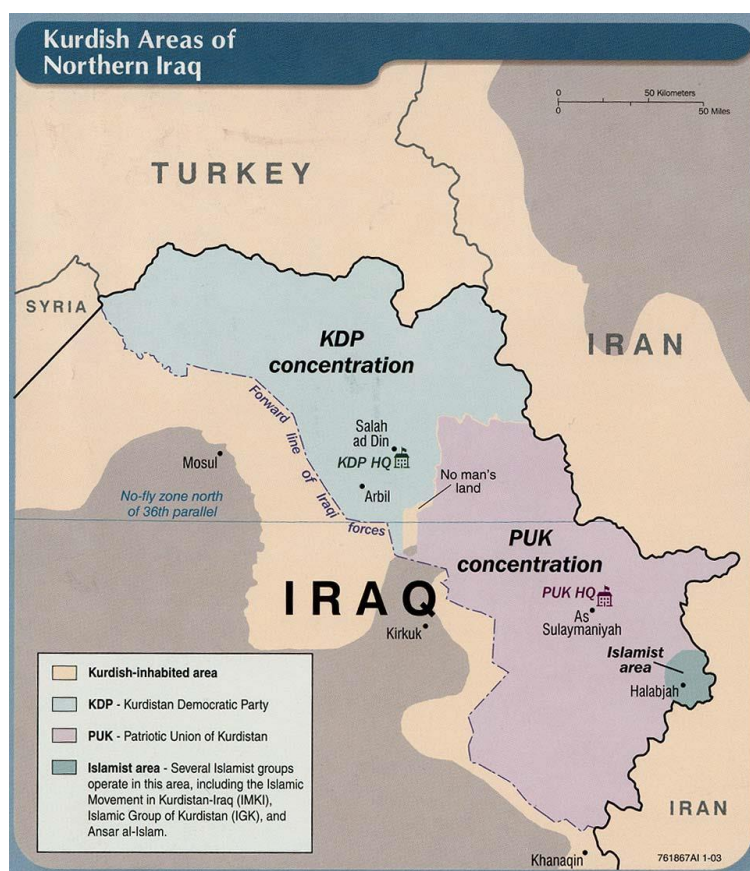 Kurdish Areas of
Northern Iraq
0 50 Kilometers
0 50 Miles
TURKEY
SYRIA
IRAN
KDP
concentration
Forward line of Iraqi forces
Salah
ad Din
KDP HQ
Mosul
Arbil
No man's
land
No-fly zone north
of 36th parallel
PUK
concentration
IRAQ
PUK HQ
As
Sulaymaniyah
Kirkuk
Islamist
area
Halabjah
Kurdish-inhabited area
KDP - Kurdistan Democratic Party
PUK - Patriotic Union of Kurdistan
Islamist area - Several Islamist groups
operate in this area, including the Islamic
Movement in Kurdistan-Iraq (IMKI),
Islamic Group of Kurdistan (IGK), and
Ansar al-Islam.
IRAN
Khanaqin
761867AI 1-03